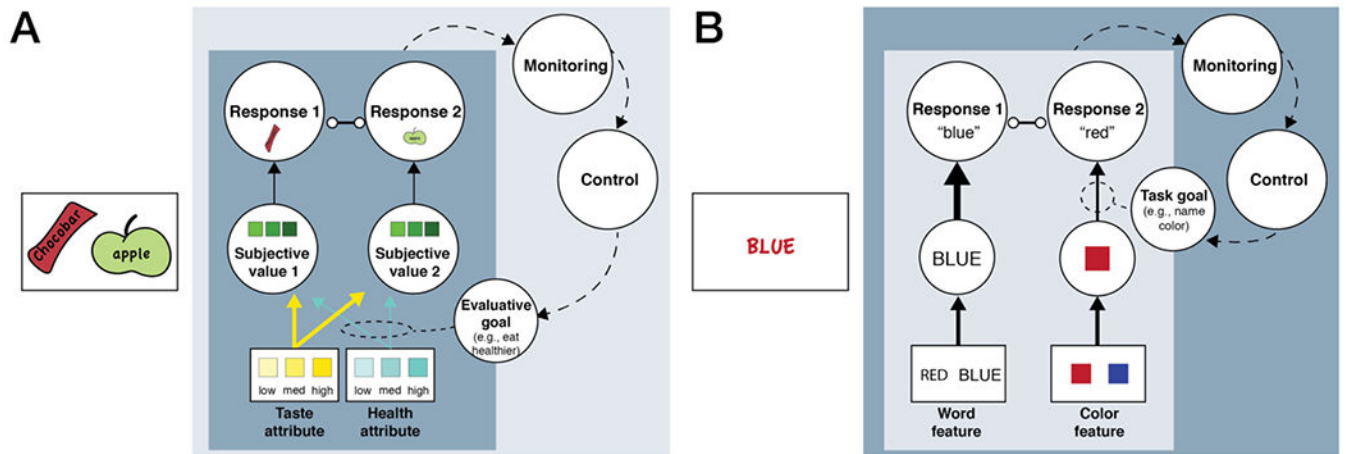 A
Chocobar
apple
Response 1
Response 2
apple
Monitoring
Control
Subjective
value 1
Subjective
value 2
Evaluative
goal
(e.g., eat
healthier)
low med high
low med high
Taste
attribute
Health
attribute
B
BLUE
Response 1
"blue"
Response 2
"red"
Monitoring
Control
Task goal
(e.g., name
color)
BLUE
RED BLUE
Word
feature
Color
feature